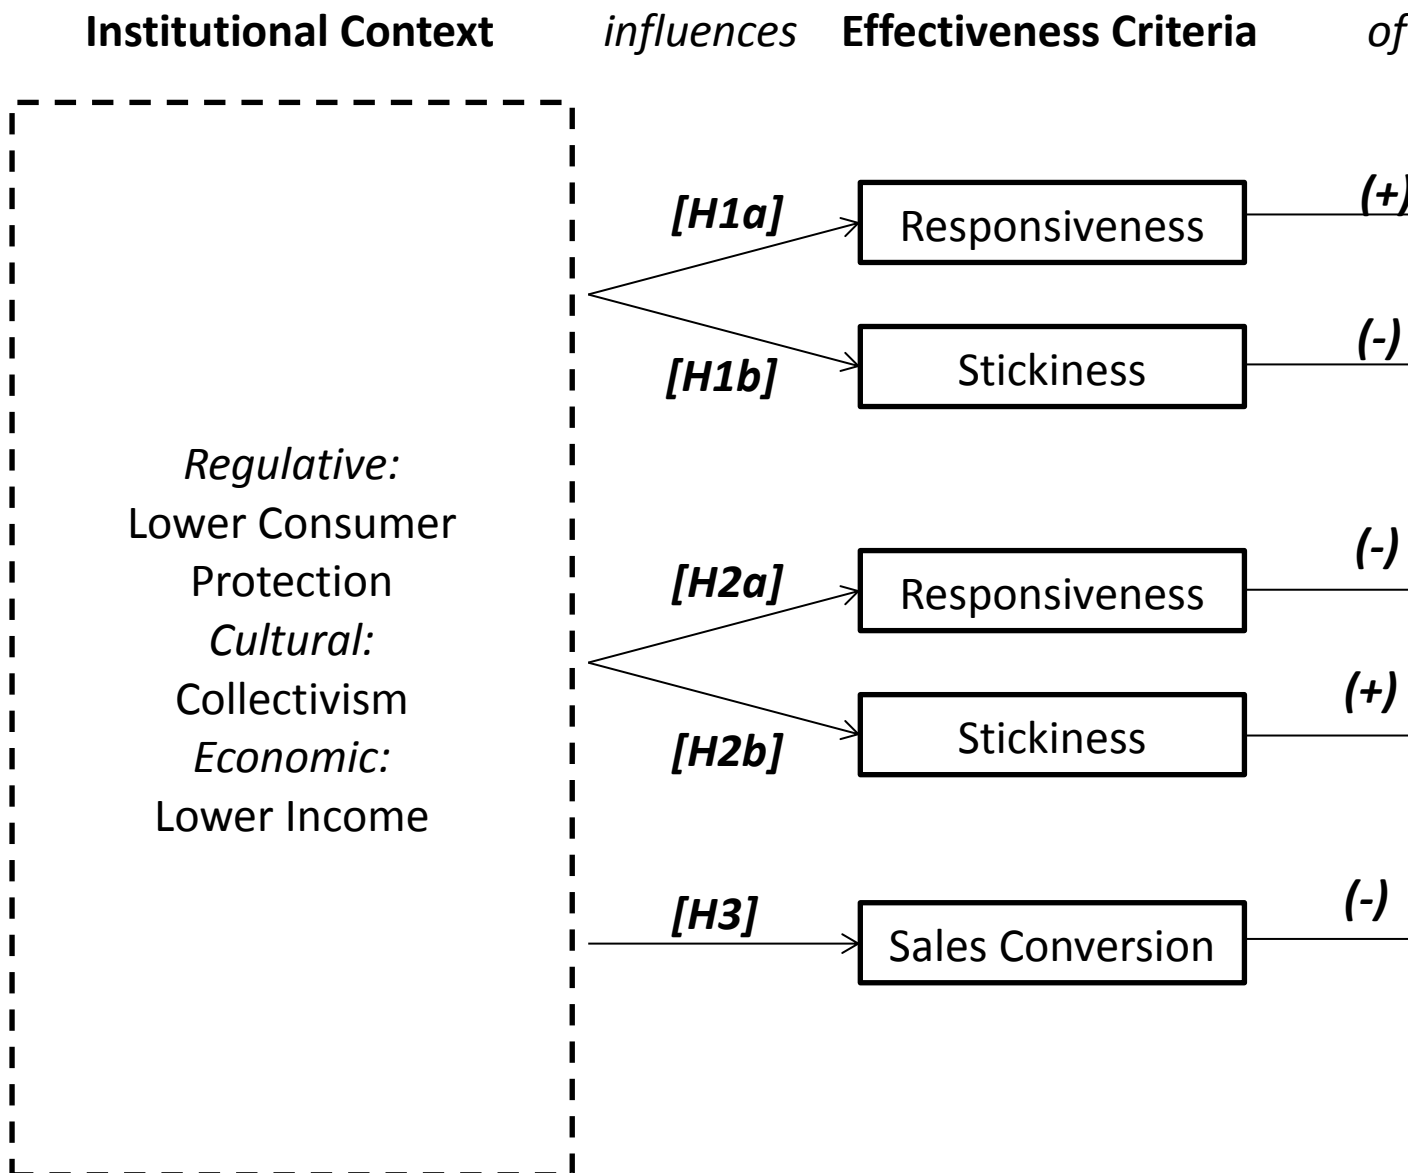 Institutional Context influences Effectiveness Criteria of
[H1a] Responsiveness (+)
[H1b] Stickiness (-)
Regulative:
Lower Consumer
Protection
Cultural:
Collectivism
Economic:
Lower Income
[H2a] Responsiveness (-)
[H2b] Stickiness (+)
[H3] Sales Conversion (-)